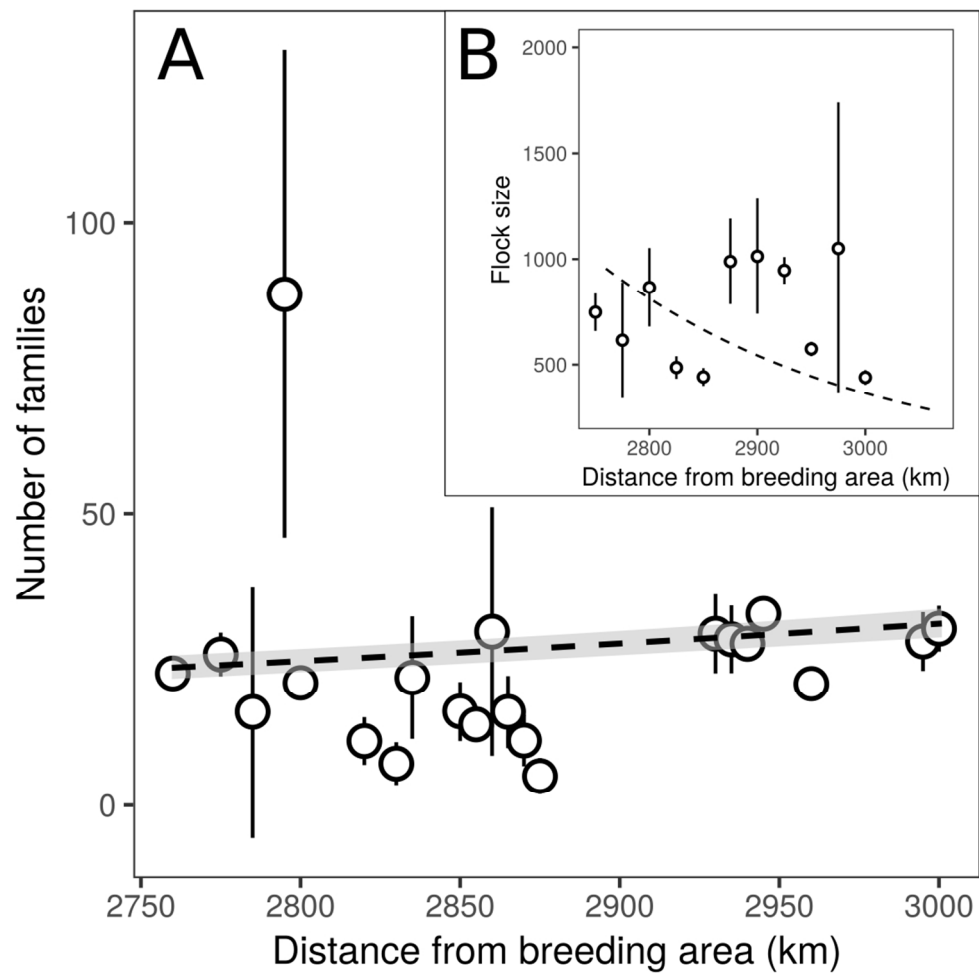 A
B
2000
1500
1000
500
Flock size
2800 2900 3000
Distance from breeding area (km)
100
50
0
Number of families
2750 2800 2850 2900 2950 3000
Distance from breeding area (km)